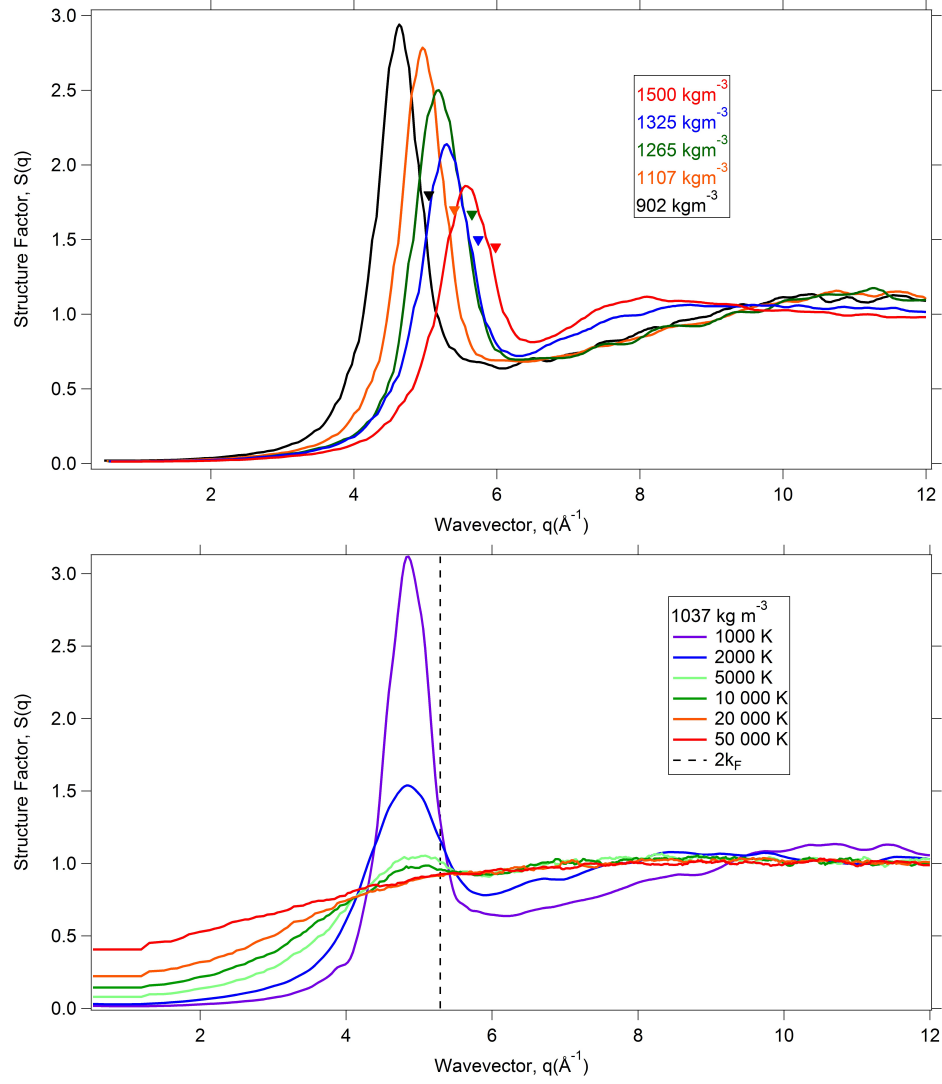 3.0
2.5
2.0
1.5
1.0
0.5
0.0
Structure Factor, S(q)
1500 kgm⁻³
1325 kgm⁻³
1265 kgm⁻³
1107 kgm⁻³
902 kgm⁻³
2 4 6 8 10 12
Wavevector, q(Å⁻¹)
3.0
2.5
2.0
1.5
1.0
0.5
0.0
Structure Factor, S(q)
1037 kg m⁻³
1000 K
2000 K
5000 K
10 000 K
20 000 K
50 000 K
2k_F
2 4 6 8 10 12
Wavevector, q(Å⁻¹)